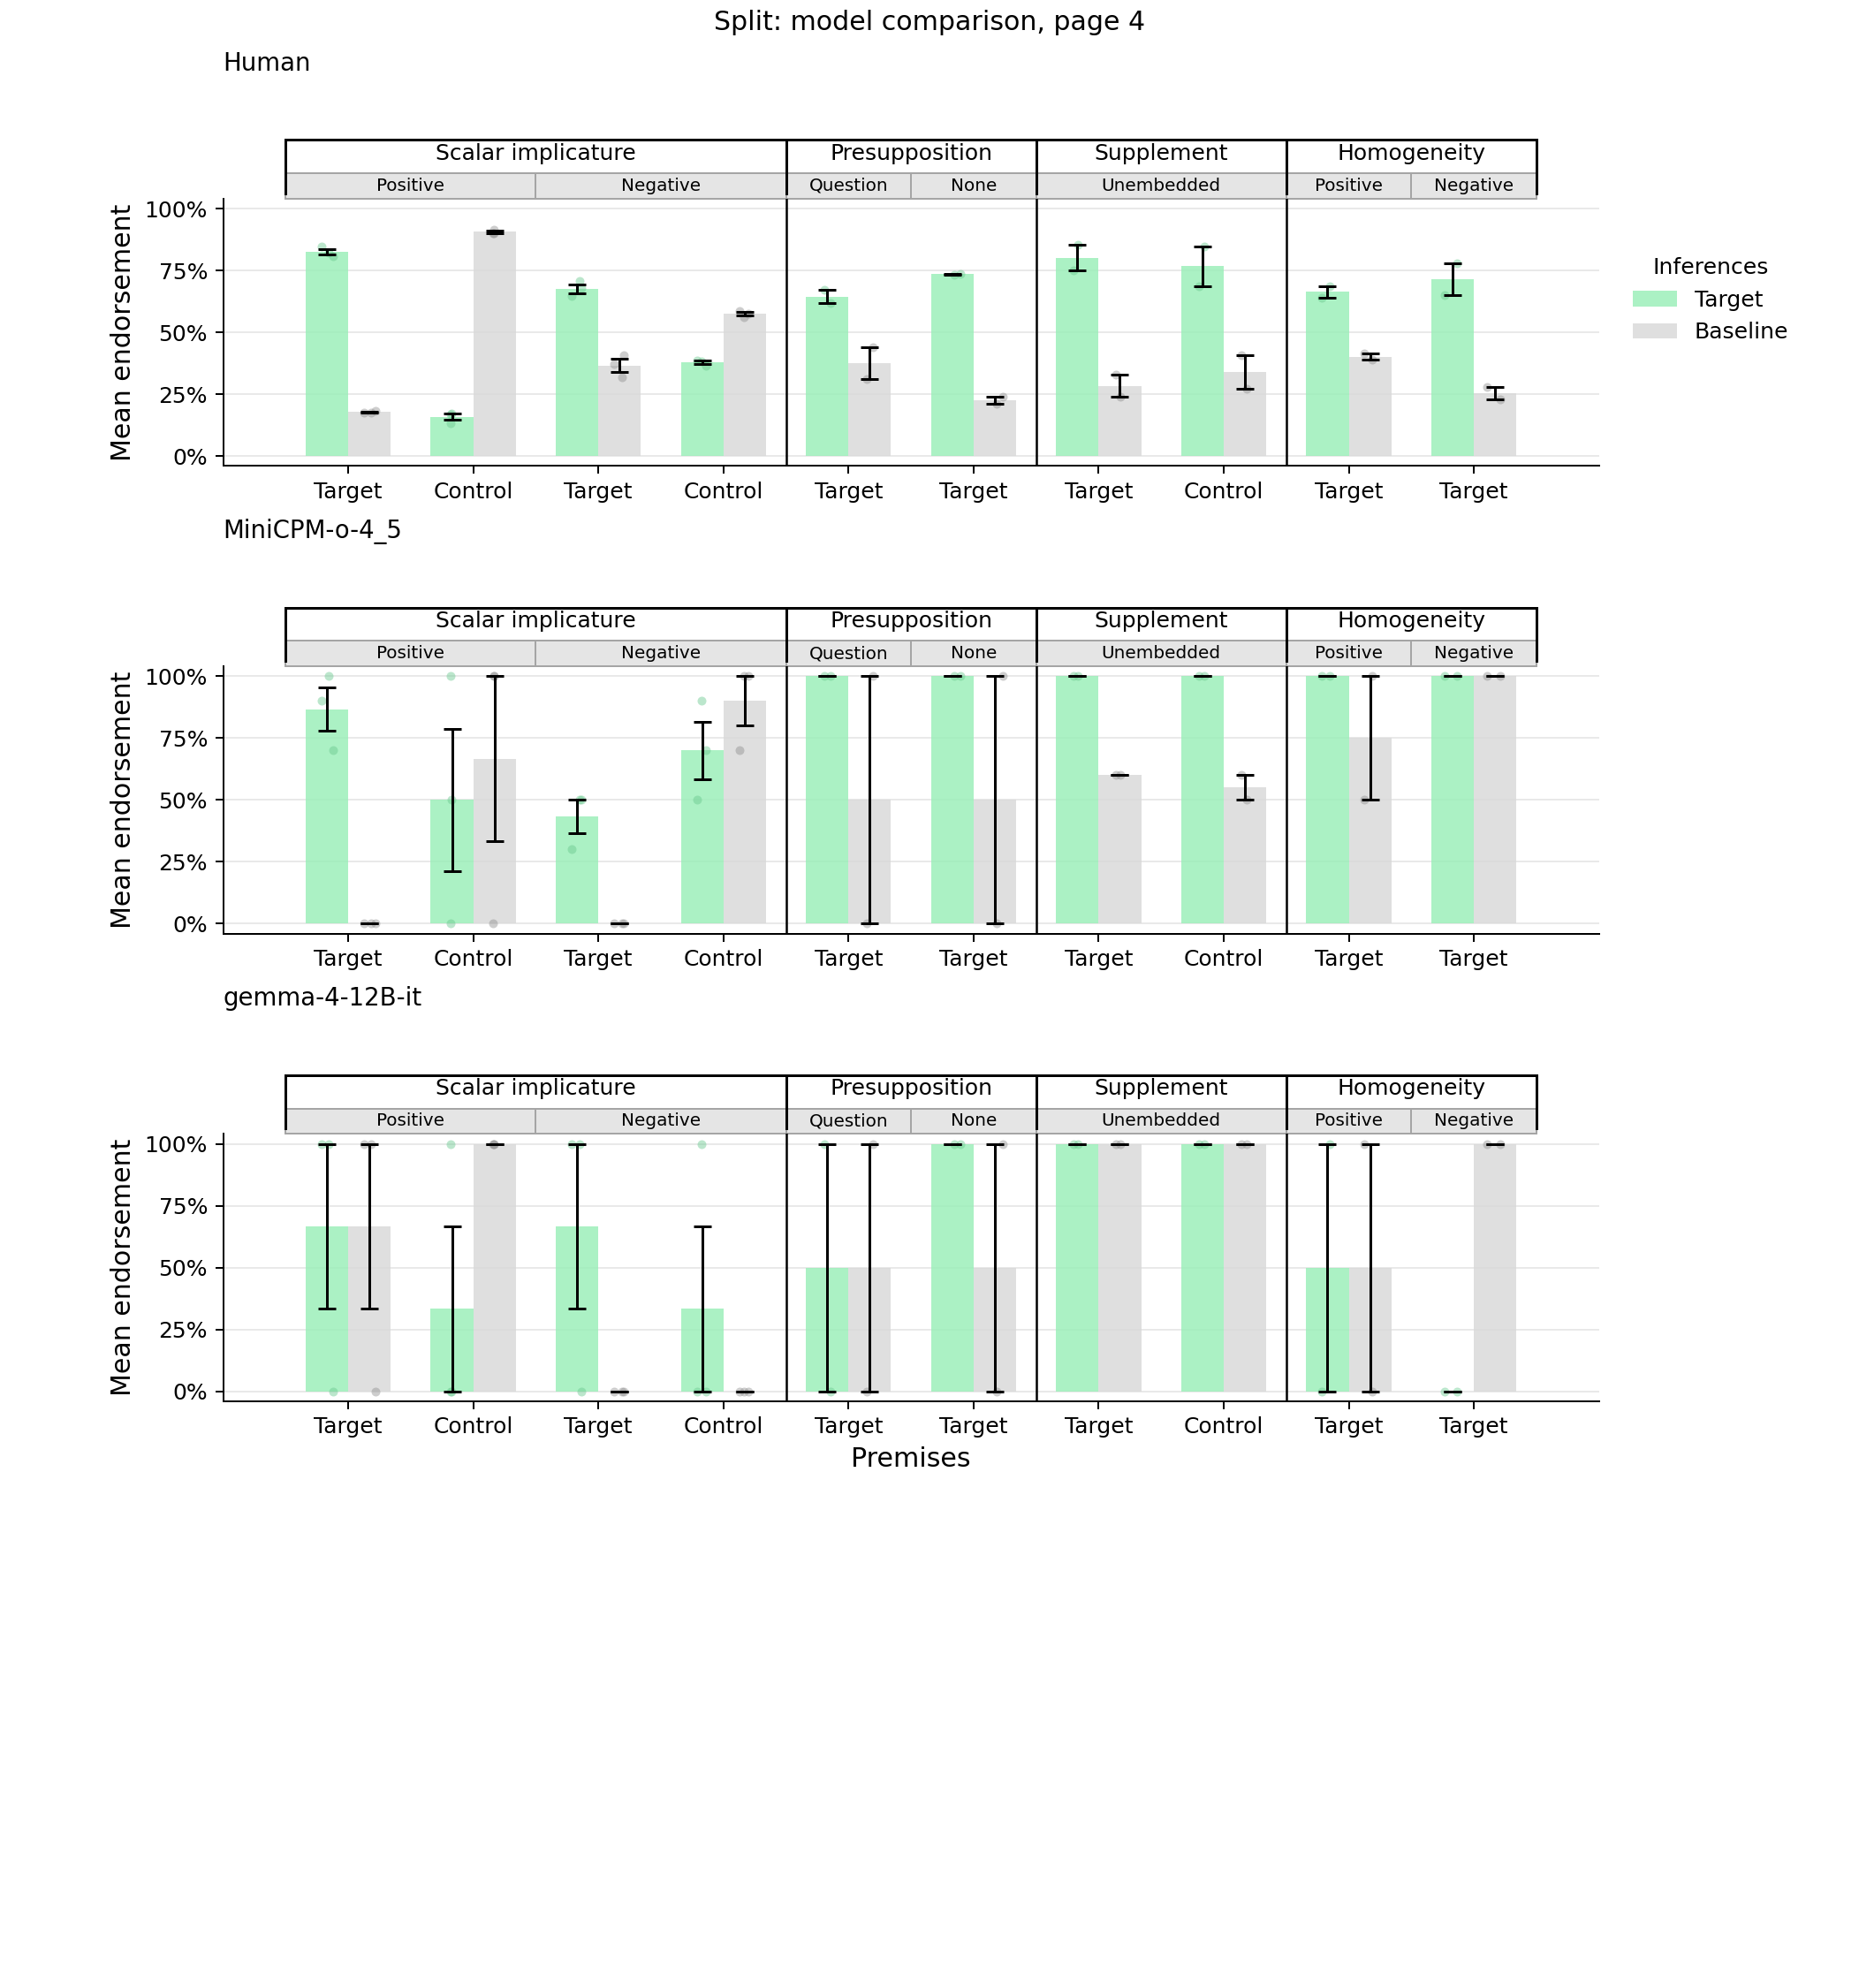 Split: model comparison, page 4
Human
Scalar implicature Presupposition Supplement Homogeneity
Positive Negative Question None Unembedded Positive Negative
Mean endorsement
100%
75%
50%
25%
0%
Target Control Target Control Target Target Target Control Target Target
Inferences
Target
Baseline
MiniCPM-o-4_5
Scalar implicature Presupposition Supplement Homogeneity
Positive Negative Question None Unembedded Positive Negative
Mean endorsement
100%
75%
50%
25%
0%
Target Control Target Control Target Target Target Control Target Target
gemma-4-12B-it
Scalar implicature Presupposition Supplement Homogeneity
Positive Negative Question None Unembedded Positive Negative
Mean endorsement
100%
75%
50%
25%
0%
Target Control Target Control Target Target Target Control Target Target
Premises